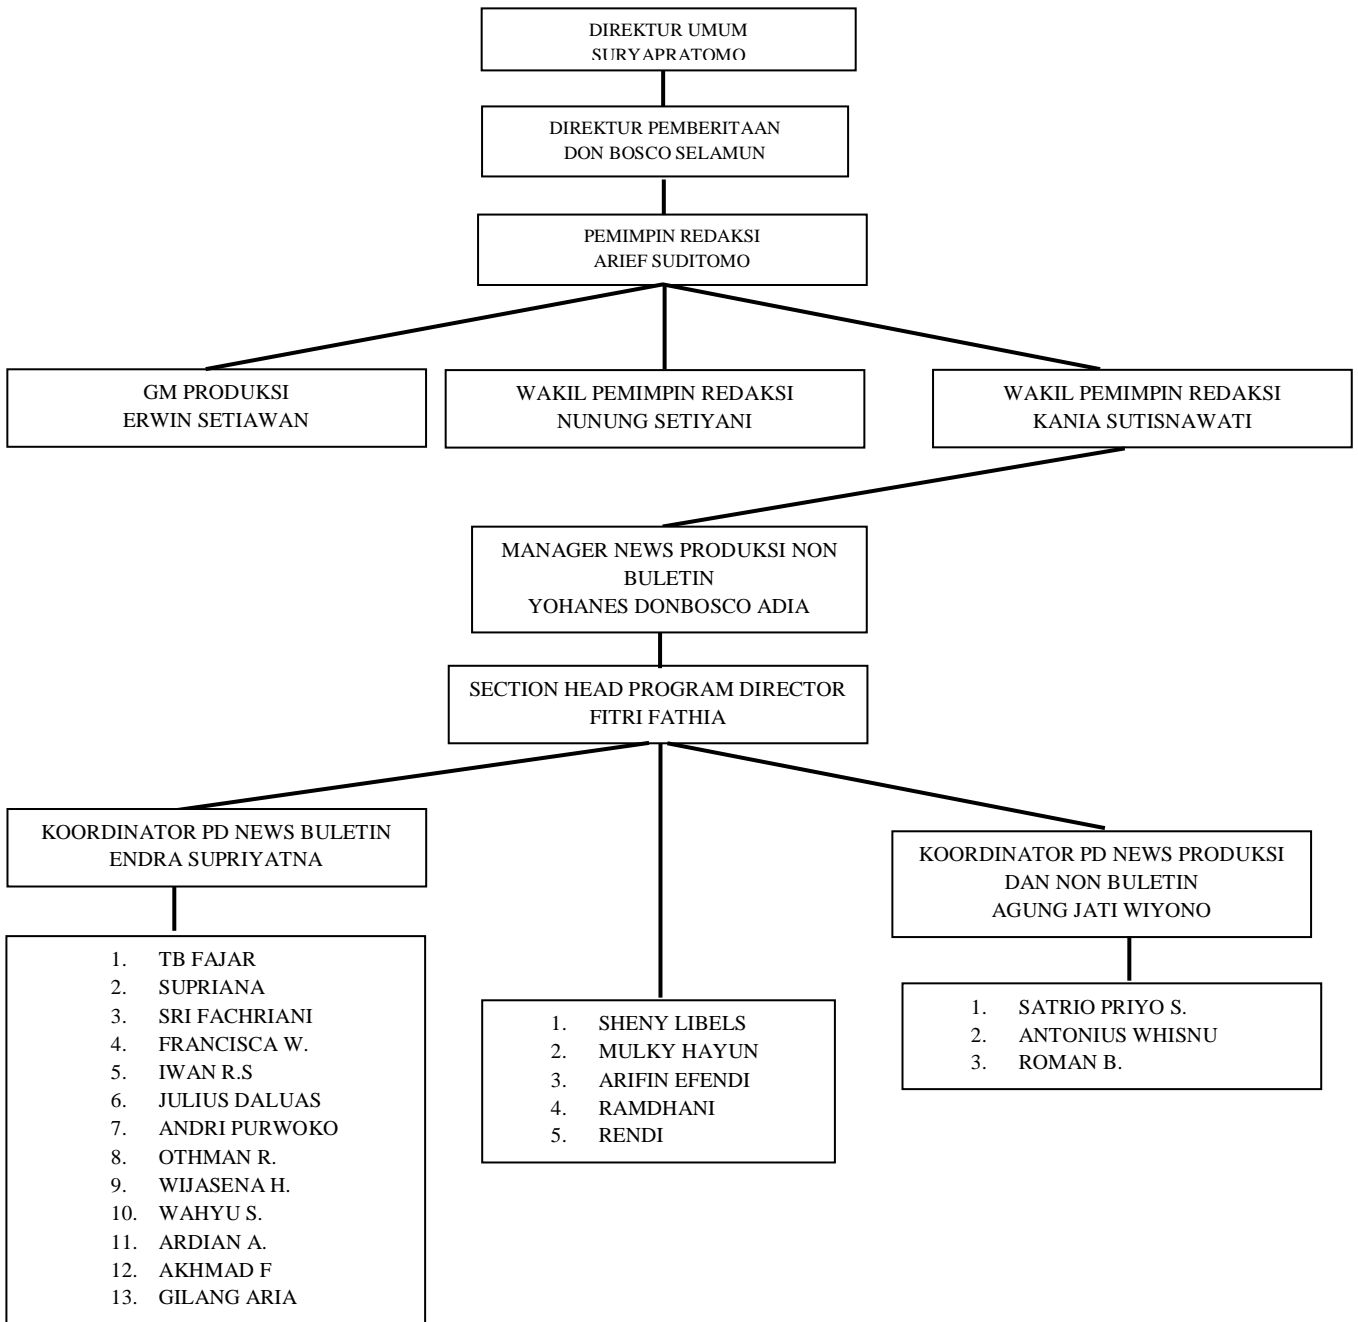 DIREKTUR UMUM
SURYAPRATOMO
DIREKTUR PEMBERITAAN
DON BOSCO SELAMUN
PEMIMPIN REDAKSI
ARIEF SUDITOMO
GM PRODUKSI
ERWIN SETIAWAN
WAKIL PEMIMPIN REDAKSI
NUNUNG SETIYANI
WAKIL PEMIMPIN REDAKSI
KANIA SUTISNAWATI
MANAGER NEWS PRODUKSI NON
BULETIN
YOHANES DONBOSCO ADIA
SECTION HEAD PROGRAM DIRECTOR
FITRI FATHIA
KOORDINATOR PD NEWS BULETIN
ENDRA SUPRIYATNA
KOORDINATOR PD NEWS PRODUKSI
DAN NON BULETIN
AGUNG JATI WIYONO
1. TB FAJAR
2. SUPRIANA
3. SRI FACHRIANI
4. FRANCISCA W.
5. IWAN R.S
6. JULIUS DALUAS
7. ANDRI PURWOKO
8. OTHMAN R.
9. WIJASENA H.
10. WAHYU S.
11. ARDIAN A.
12. AKHMAD F
13. GILANG ARIA
1. SHENY LIBELS
2. MULKY HAYUN
3. ARIFIN EFENDI
4. RAMDHANI
5. RENDI
1. SATRIO PRIYO S.
2. ANTONIUS WHISNU
3. ROMAN B.